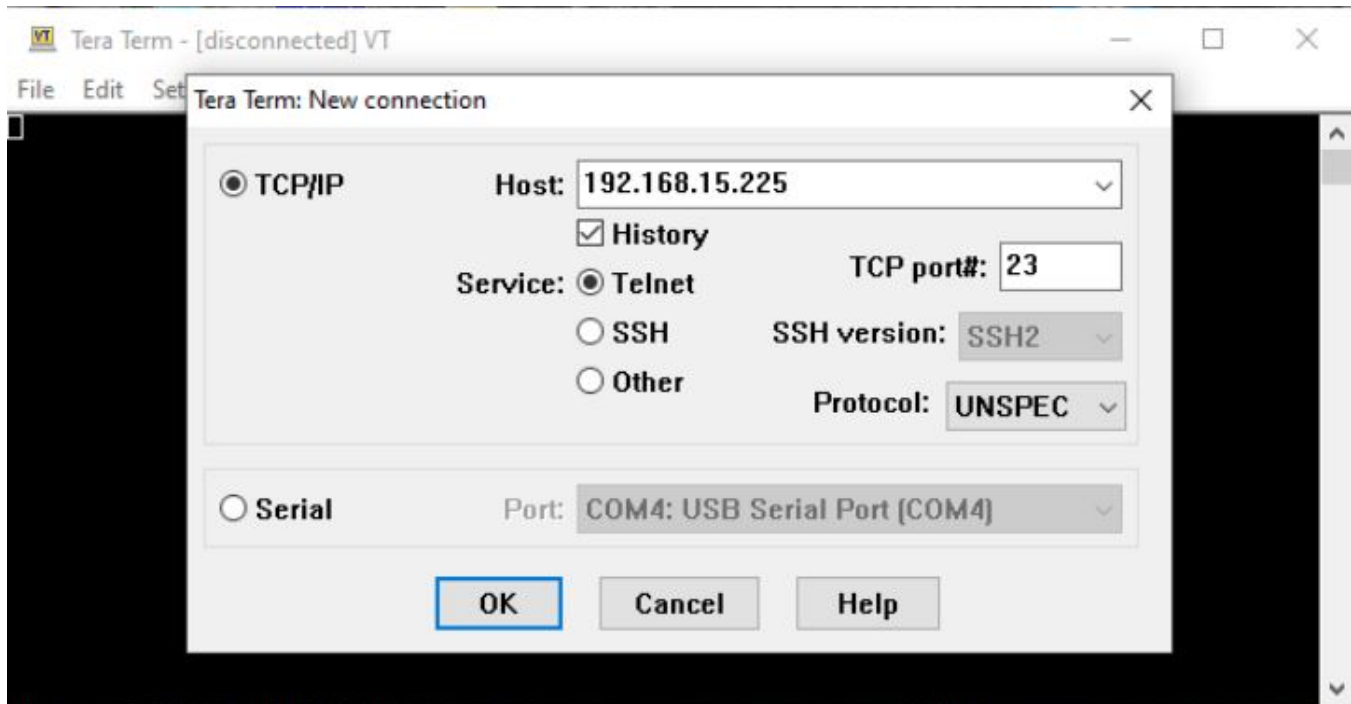 VT Tera Term - [disconnected] VT
File Edit Set
Tera Term: New connection
TCP/IP Host: 192.168.15.225
History
TCP port#: 23
Service: Telnet
SSH SSH version: SSH2
Other
Protocol: UNSPEC
Serial Port: COM4: USB Serial Port (COM4)
OK Cancel Help